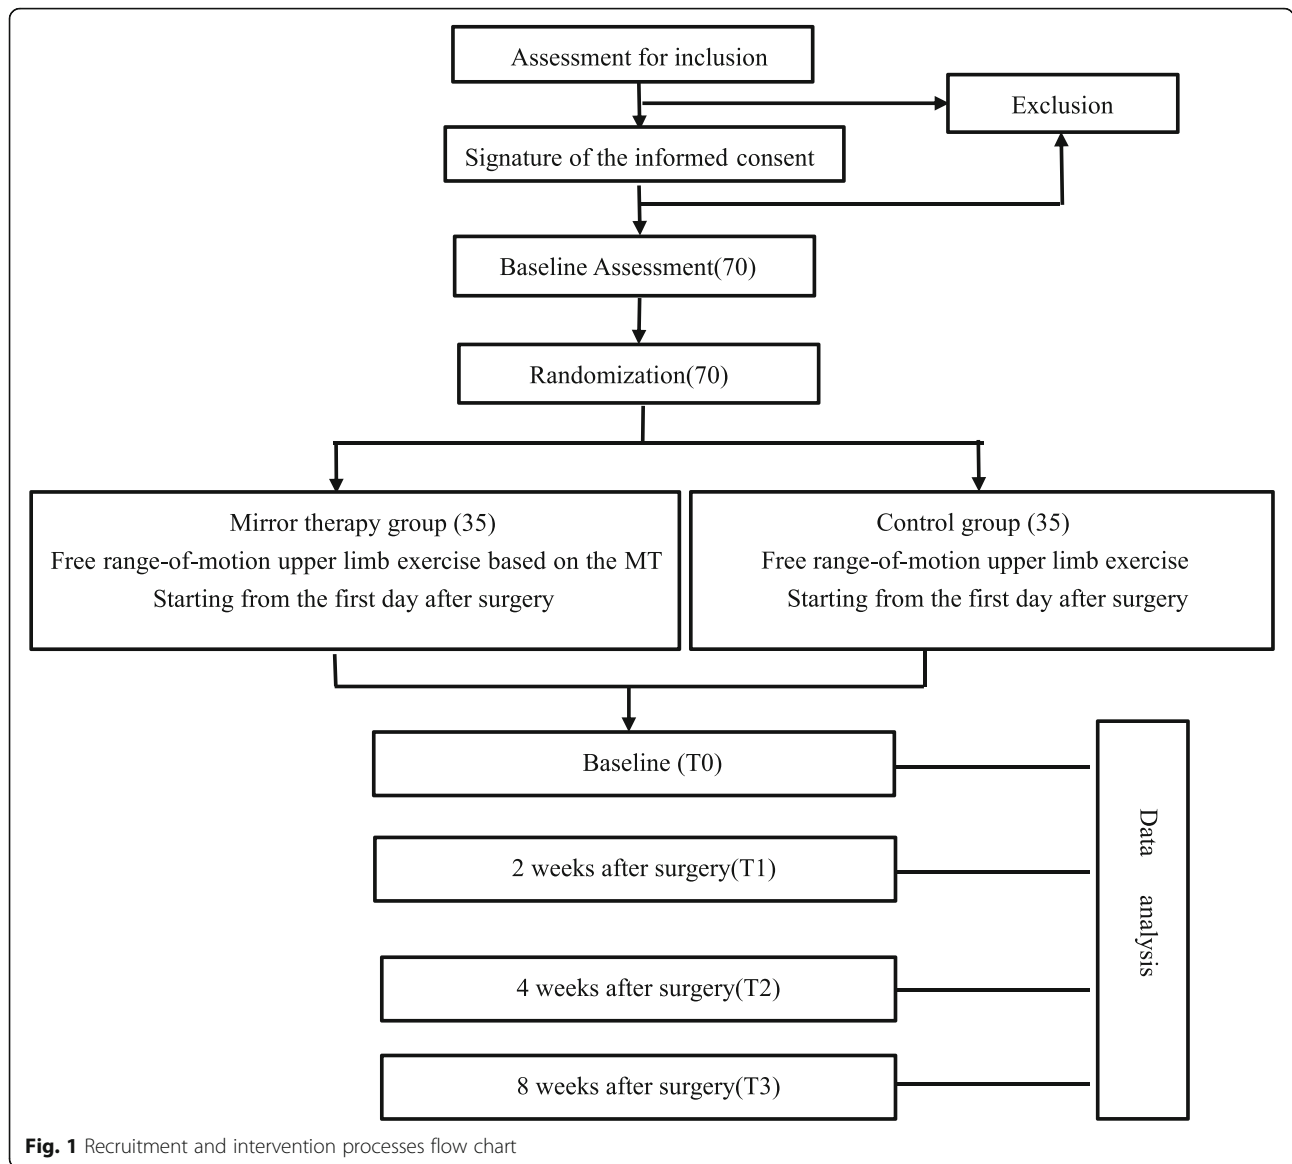 Assessment for inclusion
Exclusion
Signature of the informed consent
Baseline Assessment(70)
Randomization(70)
Mirror therapy group (35)
Free range-of-motion upper limb exercise based on the MT
Starting from the first day after surgery
Control group (35)
Free range-of-motion upper limb exercise
Starting from the first day after surgery
Baseline (T0)
2 weeks after surgery(T1)
4 weeks after surgery(T2)
8 weeks after surgery(T3)
Data analysis
Fig. 1 Recruitment and intervention processes flow chart